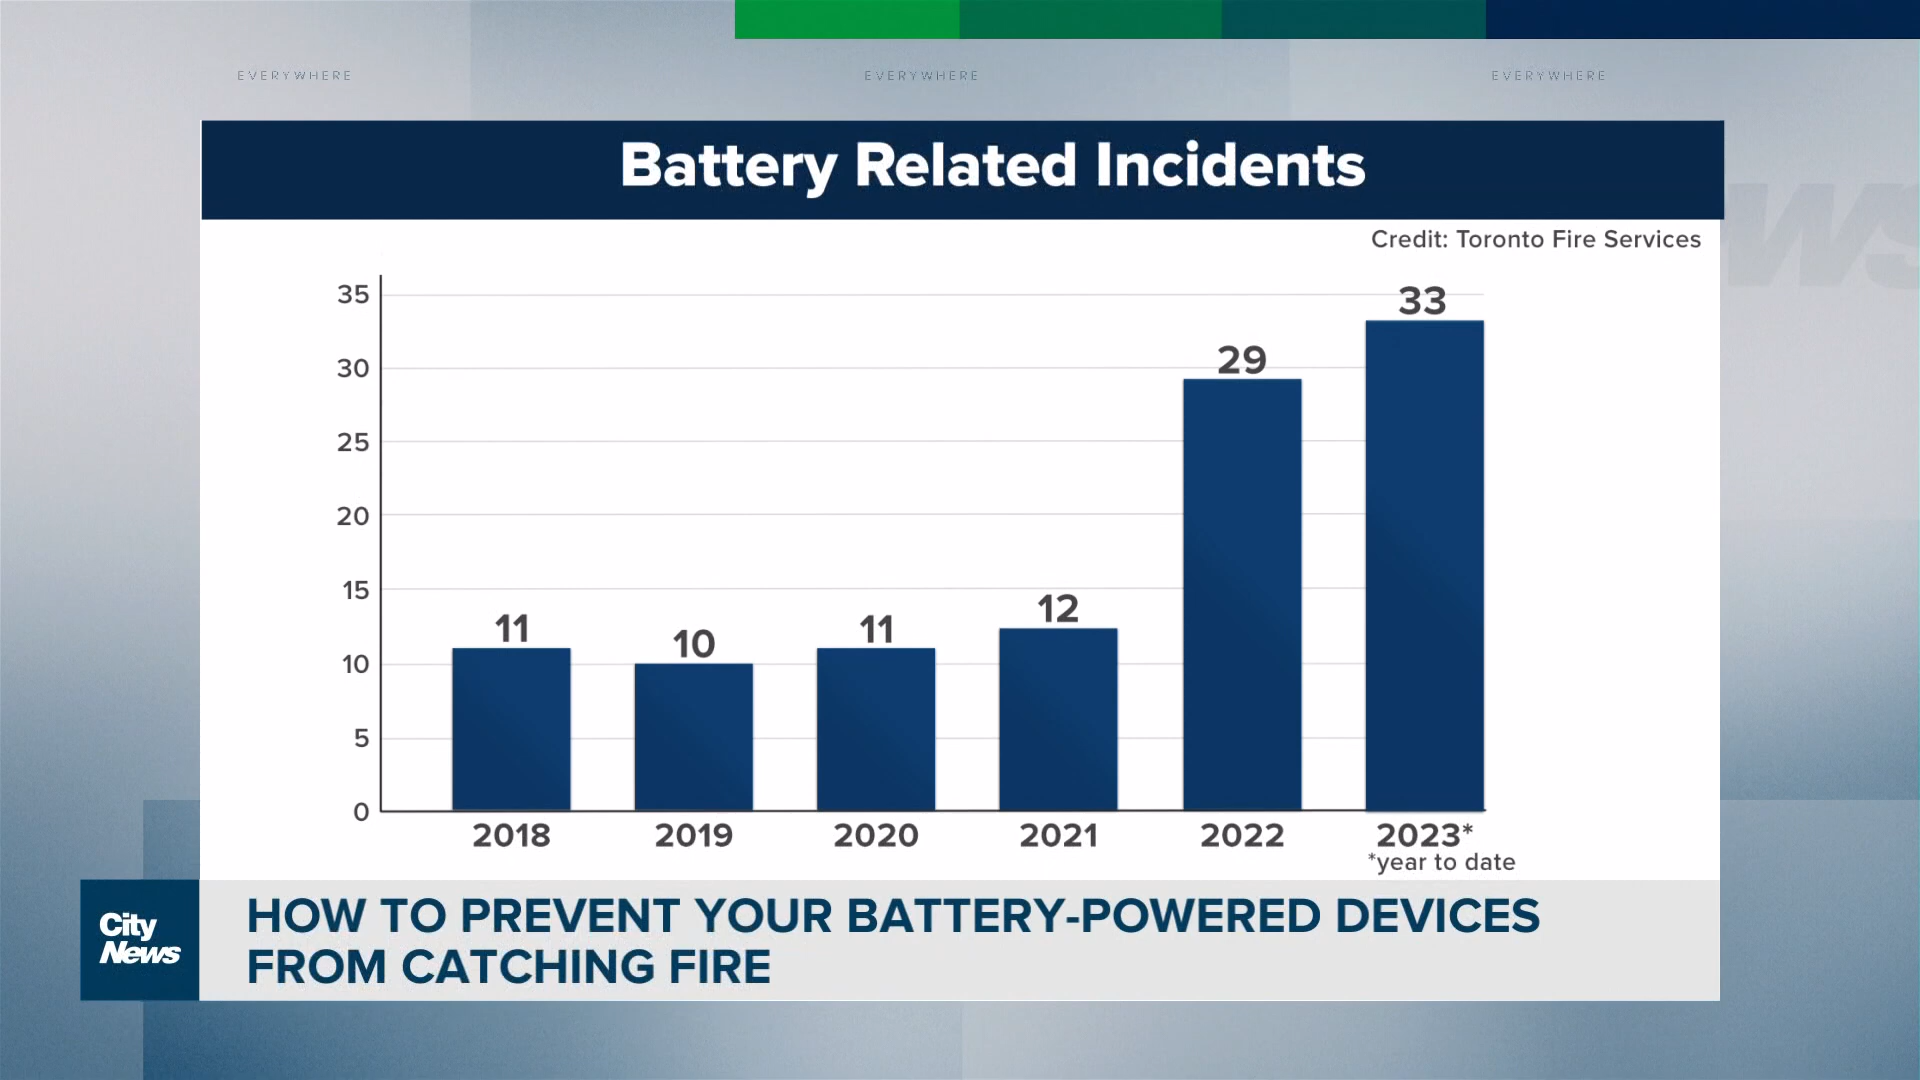 EVERYWHERE EVERYWHERE EVERYWHERE
Battery Related Incidents
Credit: Toronto Fire Services
35
30
25
20
15
10
5
0
11
10
11
12
29
33
2018 2019 2020 2021 2022 2023*
*year to date
City
News
HOW TO PREVENT YOUR BATTERY-POWERED DEVICES
FROM CATCHING FIRE